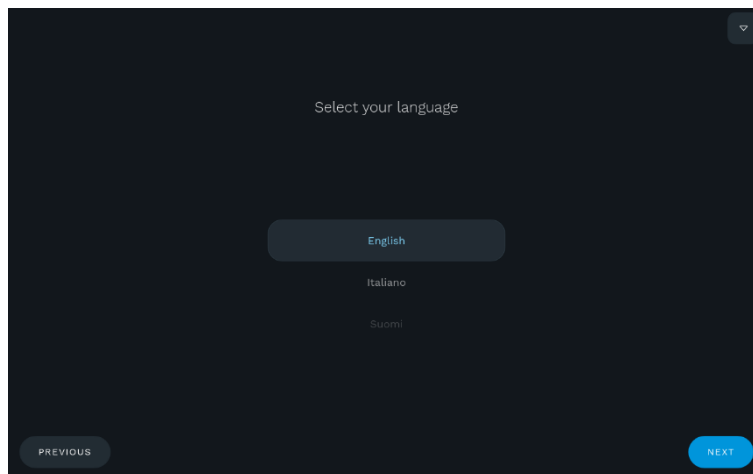 Select your language
English
Italiano
Suomi
PREVIOUS
NEXT